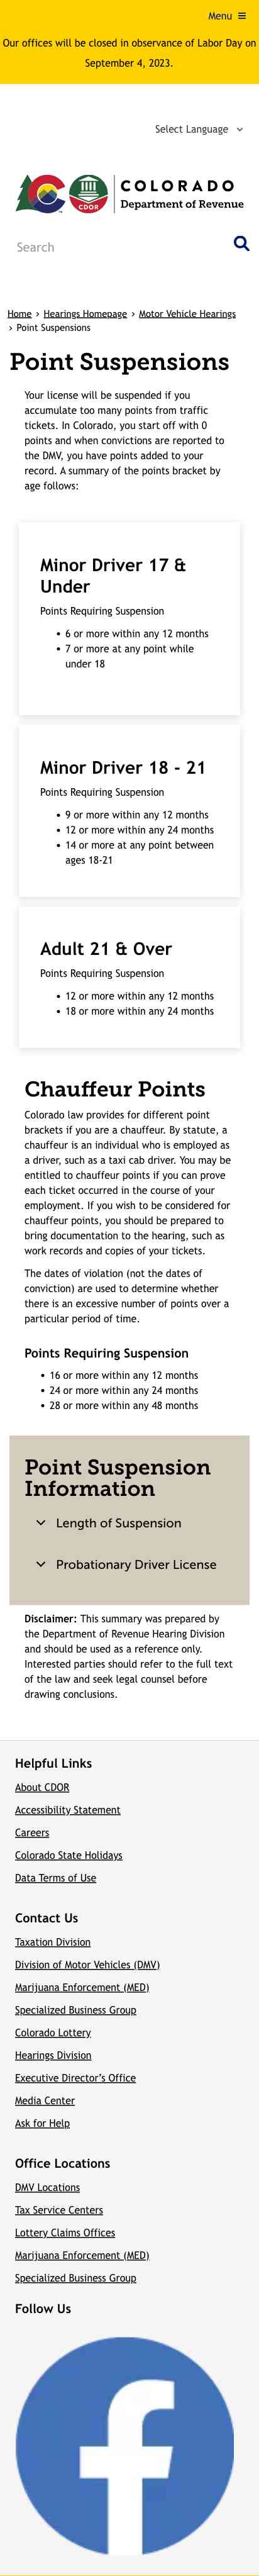 Menu
Our offices will be closed in observance of Labor Day on
September 4, 2023.
Select Language
CDOR
COLORADO
Department of Revenue
Search
Home › Hearings Homepage › Motor Vehicle Hearings
› Point Suspensions
Point Suspensions
Your license will be suspended if you
accumulate too many points from traffic
tickets. In Colorado, you start off with 0
points and when convictions are reported to
the DMV, you have points added to your
record. A summary of the points bracket by
age follows:
Minor Driver 17 &
Under
Points Requiring Suspension
• 6 or more within any 12 months
• 7 or more at any point while
under 18
Minor Driver 18 - 21
Points Requiring Suspension
• 9 or more within any 12 months
• 12 or more within any 24 months
• 14 or more at any point between
ages 18-21
Adult 21 & Over
Points Requiring Suspension
• 12 or more within any 12 months
• 18 or more within any 24 months
Chauffeur Points
Colorado law provides for different point
brackets if you are a chauffeur. By statute, a
chauffeur is an individual who is employed as
a driver, such as a taxi cab driver. You may be
entitled to chauffeur points if you can prove
each ticket occurred in the course of your
employment. If you wish to be considered for
chauffeur points, you should be prepared to
bring documentation to the hearing, such as
work records and copies of your tickets.
The dates of violation (not the dates of
conviction) are used to determine whether
there is an excessive number of points over a
particular period of time.
Points Requiring Suspension
• 16 or more within any 12 months
• 24 or more within any 24 months
• 28 or more within any 48 months
Point Suspension
Information
Length of Suspension
Probationary Driver License
Disclaimer: This summary was prepared by
the Department of Revenue Hearing Division
and should be used as a reference only.
Interested parties should refer to the full text
of the law and seek legal counsel before
drawing conclusions.
Helpful Links
About CDOR
Accessibility Statement
Careers
Colorado State Holidays
Data Terms of Use
Contact Us
Taxation Division
Division of Motor Vehicles (DMV)
Marijuana Enforcement (MED)
Specialized Business Group
Colorado Lottery
Hearings Division
Executive Director's Office
Media Center
Ask for Help
Office Locations
DMV Locations
Tax Service Centers
Lottery Claims Offices
Marijuana Enforcement (MED)
Specialized Business Group
Follow Us